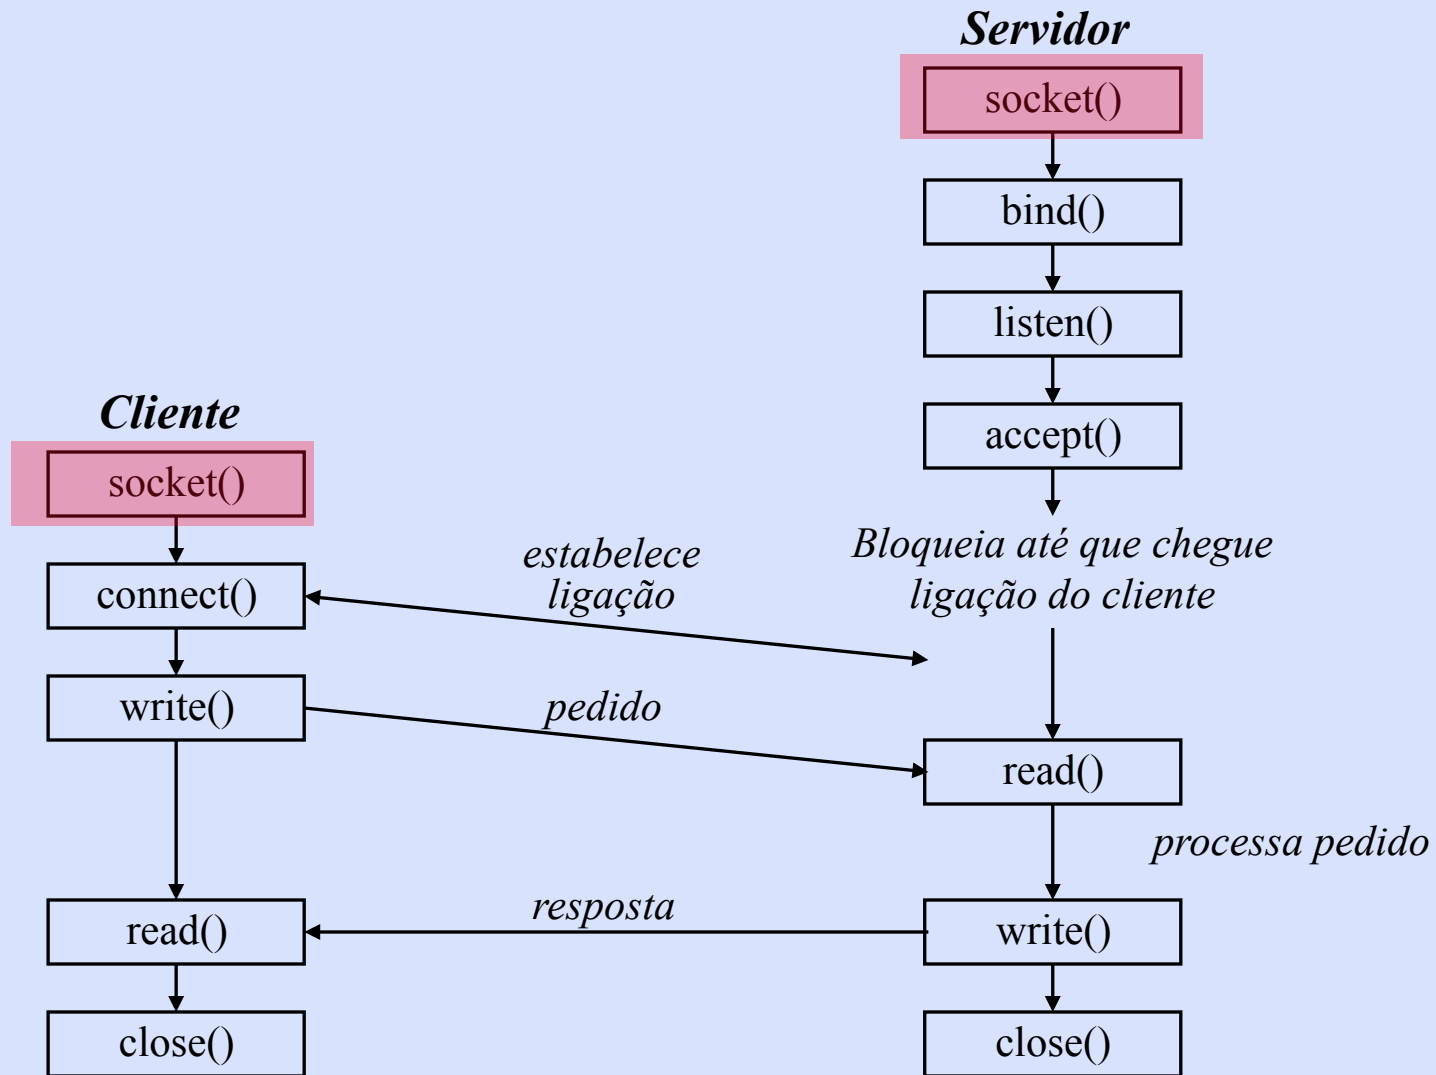 Servidor
socket()
bind()
listen()
accept()
Bloqueia até que chegue
ligação do cliente
read()
processa pedido
write()
close()
Cliente
socket()
connect()
write()
read()
close()
estabelece
ligação
pedido
resposta